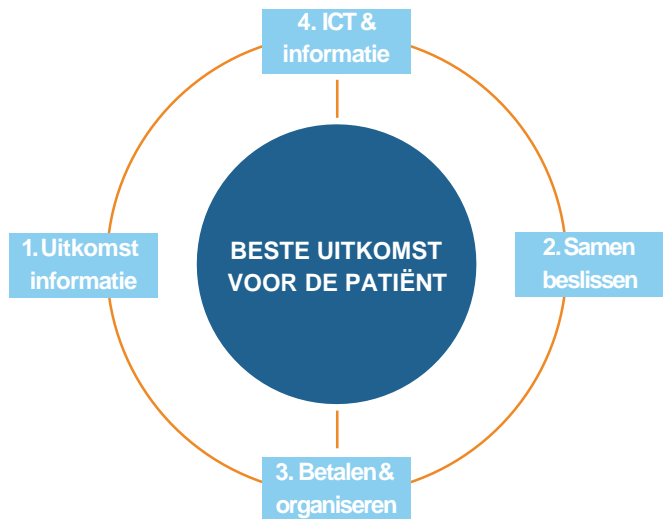 4. ICT &
informatie
1. Uitkomst
informatie
BESTE UITKOMST
VOOR DE PATIËNT
2. Samen
beslissen
3. Betalen &
organiseren